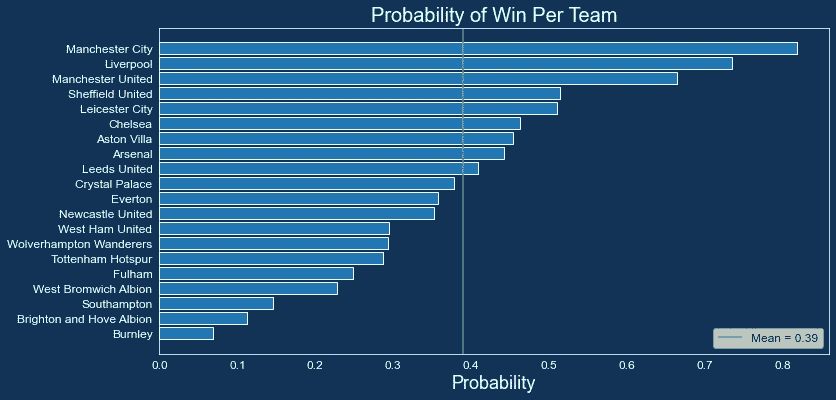 Probability of Win Per Team
Manchester City
Liverpool
Manchester United
Sheffield United
Leicester City
Chelsea
Aston Villa
Arsenal
Leeds United
Crystal Palace
Everton
Newcastle United
West Ham United
Wolverhampton Wanderers
Tottenham Hotspur
Fulham
West Bromwich Albion
Southampton
Brighton and Hove Albion
Burnley
Mean = 0.39
0.0 0.1 0.2 0.3 0.4 0.5 0.6 0.7 0.8
Probability